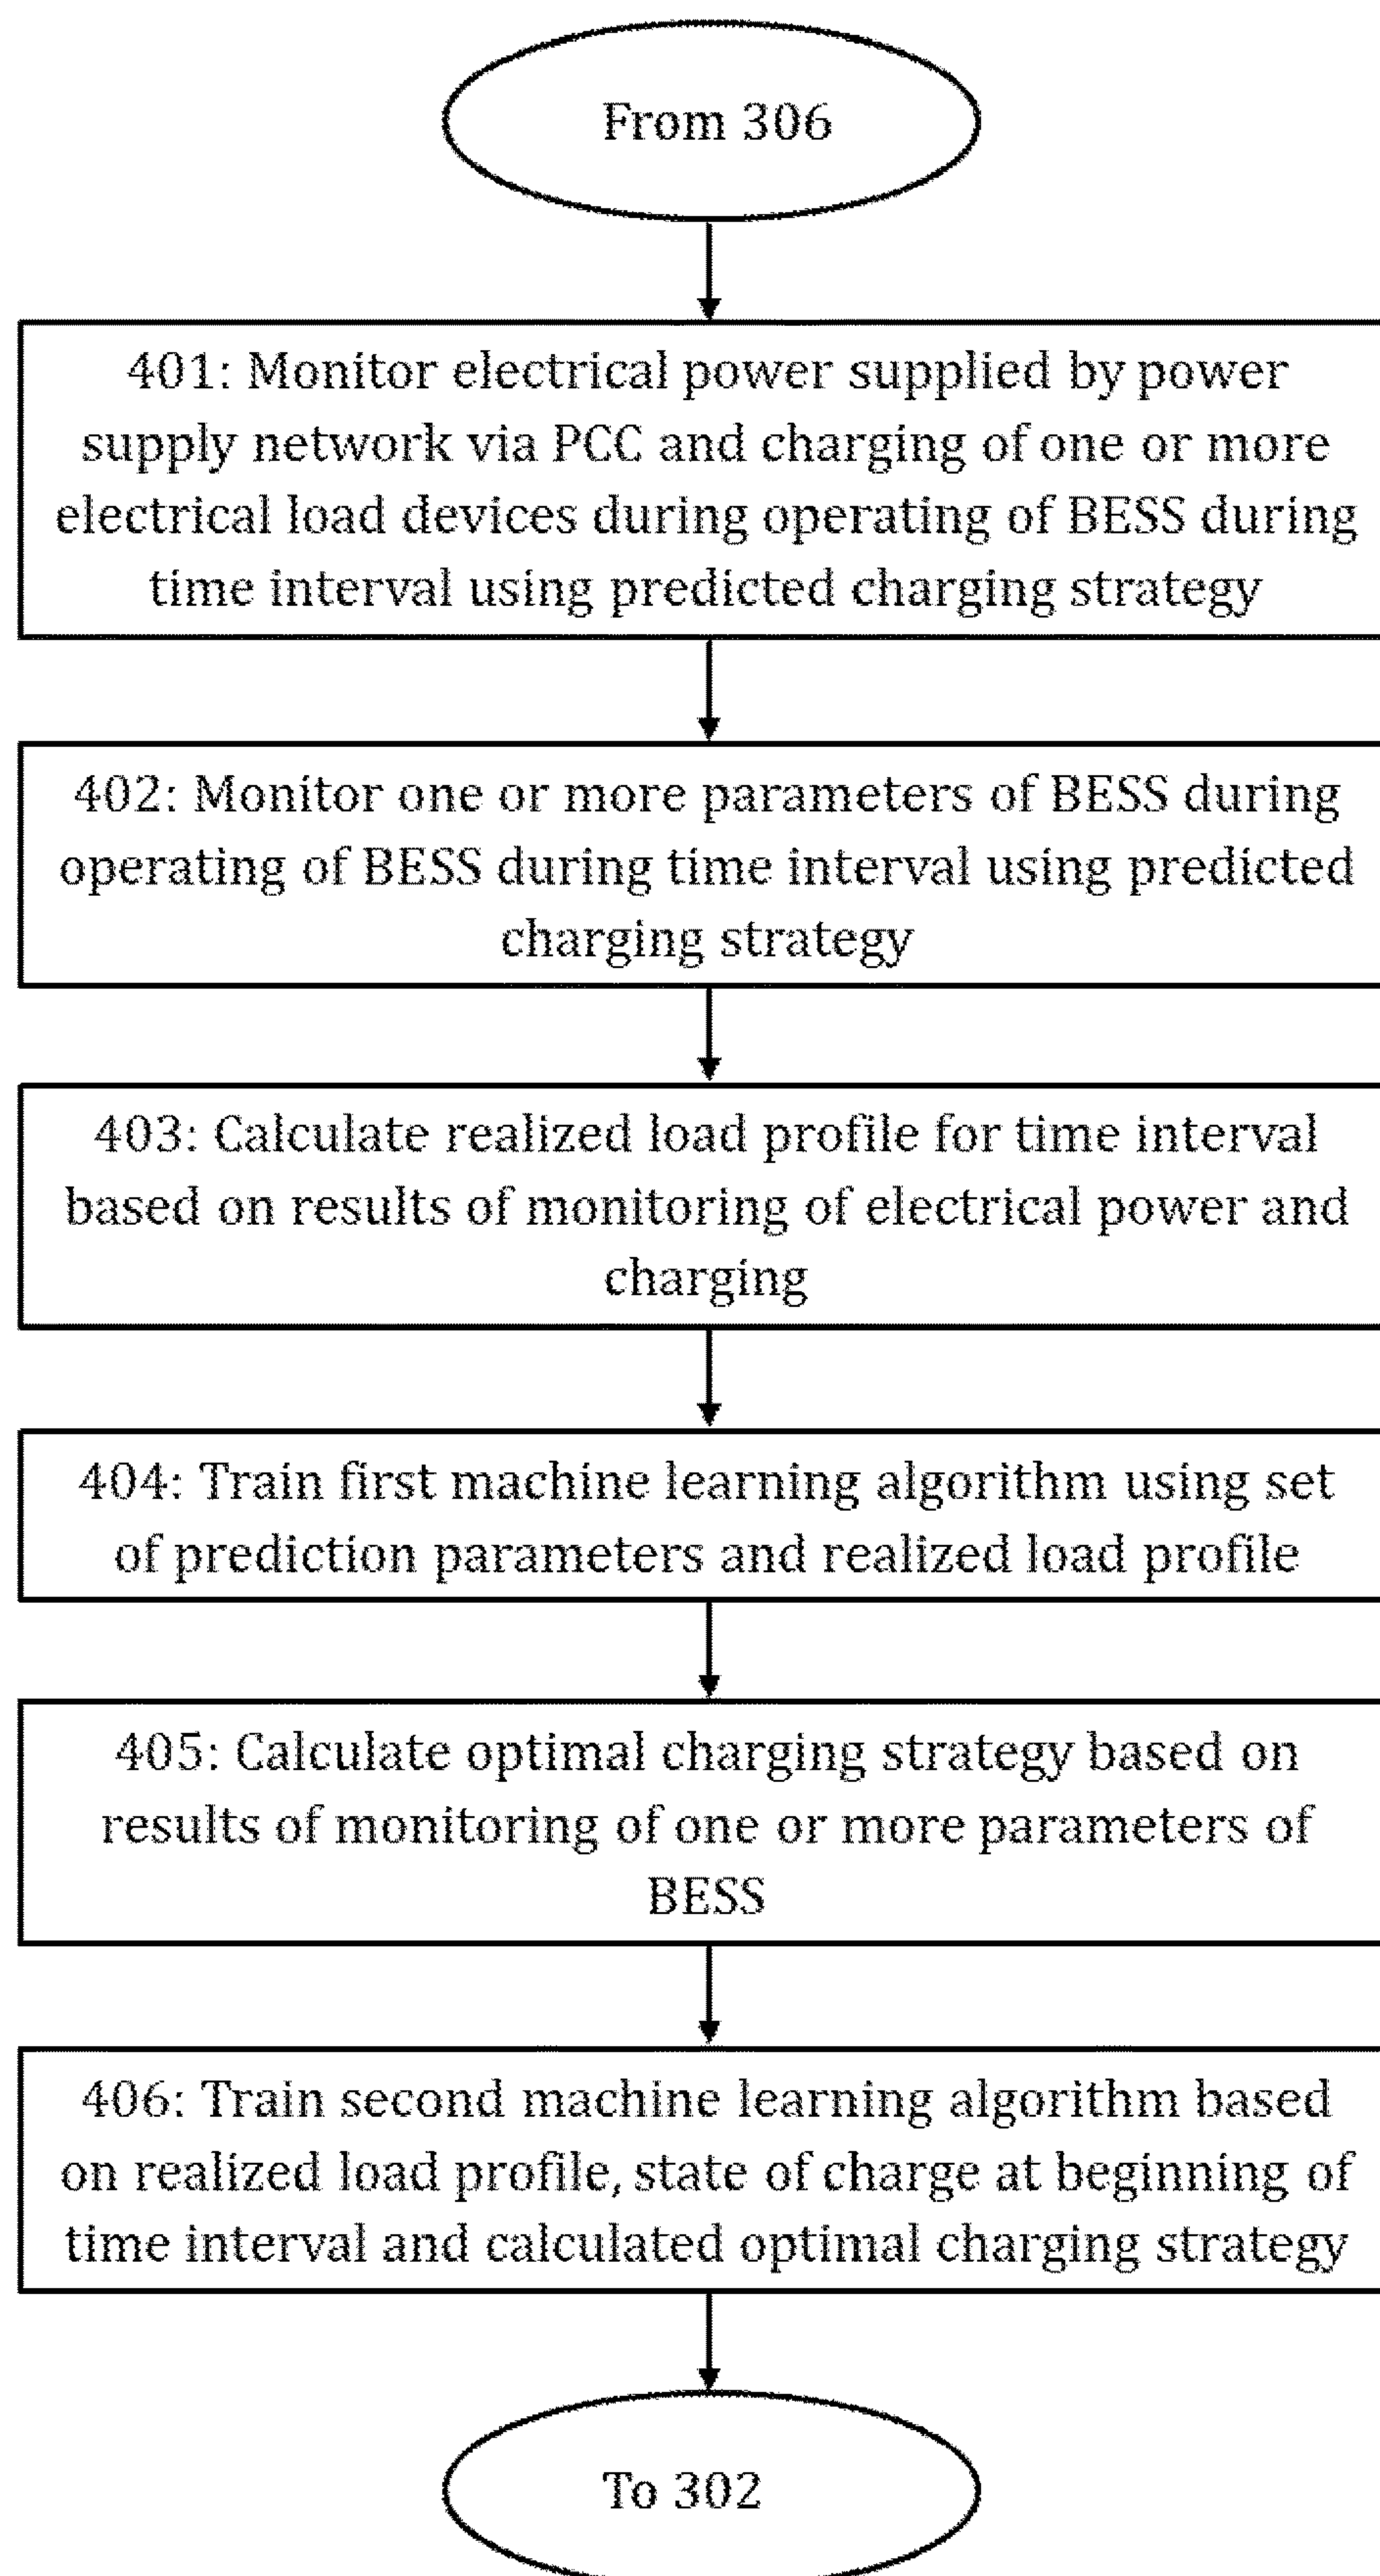 From 306
401: Monitor electrical power supplied by power
supply network via PCC and charging of one or more
electrical load devices during operating of BESS during
time interval using predicted charging strategy
402: Monitor one or more parameters of BESS during
operating of BESS during time interval using predicted
charging strategy
403: Calculate realized load profile for time interval
based on results of monitoring of electrical power and
charging
404: Train first machine learning algorithm using set
of prediction parameters and realized load profile
405: Calculate optimal charging strategy based on
results of monitoring of one or more parameters of
BESS
406: Train second machine learning algorithm based
on realized load profile, state of charge at beginning of
time interval and calculated optimal charging strategy
To 302